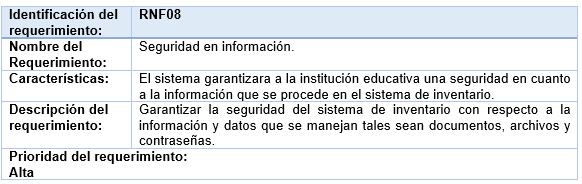 Identificación del RNF08
requerimiento:
Nombre del Seguridad en información.
Requerimiento:
Características: El sistema garantizara a la institución educativa una seguridad en cuanto
a la información que se procede en el sistema de inventario.
Descripción del Garantizar la seguridad del sistema de inventario con respecto a la
requerimiento: información y datos que se manejan tales sean documentos, archivos y
contraseñas.
Prioridad del requerimiento:
Alta